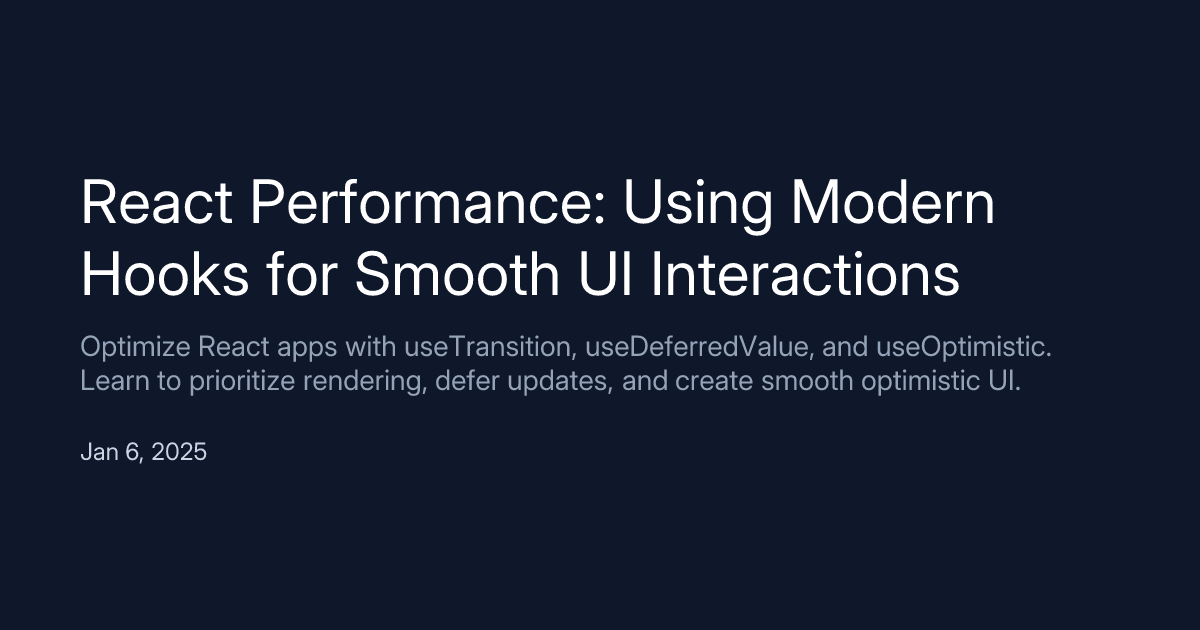 React Performance: Using Modern
Hooks for Smooth UI Interactions
Optimize React apps with useTransition, useDeferredValue, and useOptimistic.
Learn to prioritize rendering, defer updates, and create smooth optimistic UI.
Jan 6, 2025